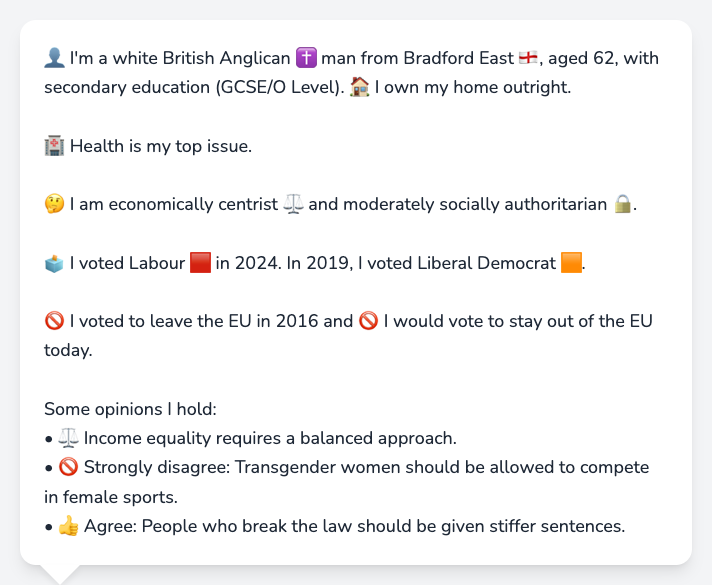 👤 I'm a white British Anglican ✝️ man from Bradford East 🏴󠁧󠁢󠁥󠁮󠁧󠁿, aged 62, with
secondary education (GCSE/O Level). 🏠 I own my home outright.
🏥 Health is my top issue.
🤔 I am economically centrist ⚖️ and moderately socially authoritarian 🔒.
🗳️ I voted Labour 🟥 in 2024. In 2019, I voted Liberal Democrat 🟧.
🚫 I voted to leave the EU in 2016 and 🚫 I would vote to stay out of the EU
today.
Some opinions I hold:
• ⚖️ Income equality requires a balanced approach.
• 🚫 Strongly disagree: Transgender women should be allowed to compete
in female sports.
• 👍 Agree: People who break the law should be given stiffer sentences.